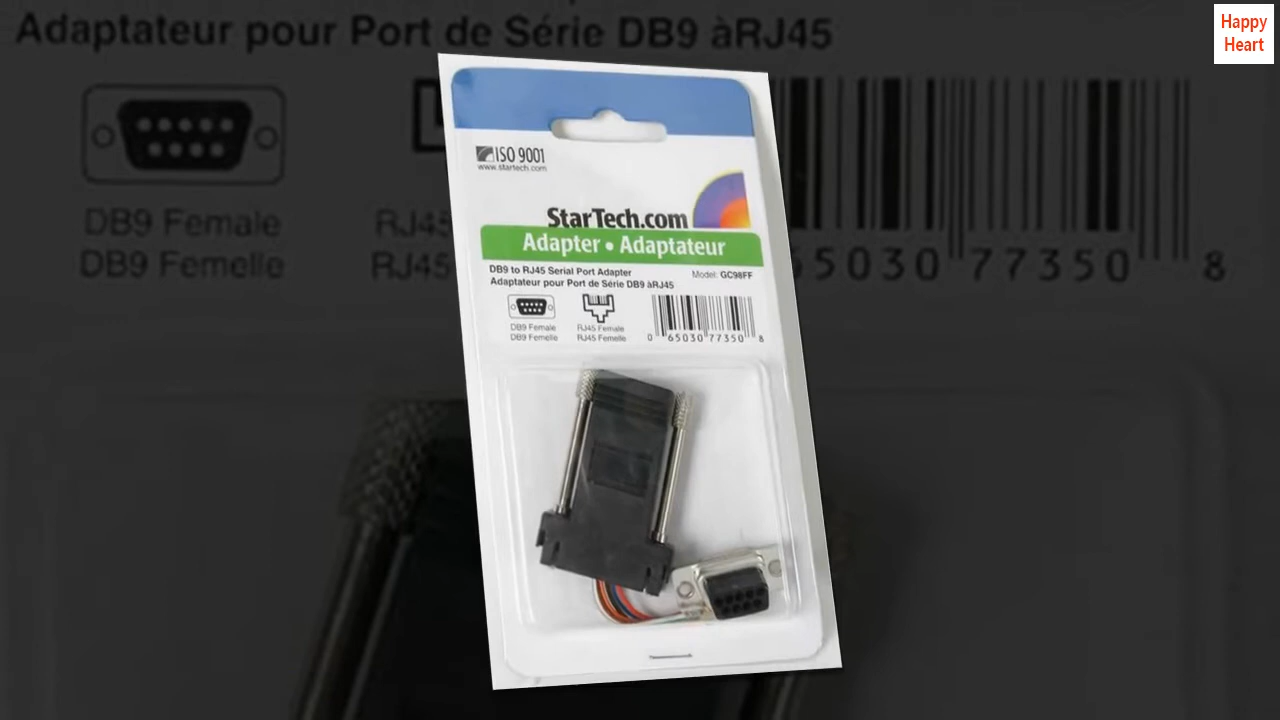 Adaptateur pour Port de Série DB9 àRJ45
Happy
Heart
DB9 Female
DB9 Femelle
RJ45
RJ45
65030 77350 8
ISO 9001
www.startech.com
StarTech.com
Adapter • Adaptateur
DB9 to RJ45 Serial Port Adapter
Model: GC98FF
Adaptateur pour Port de Série DB9 àRJ45
DB9 Female
DB9 Femelle
RJ45 Female
RJ45 Femelle
0 65030 77350 8